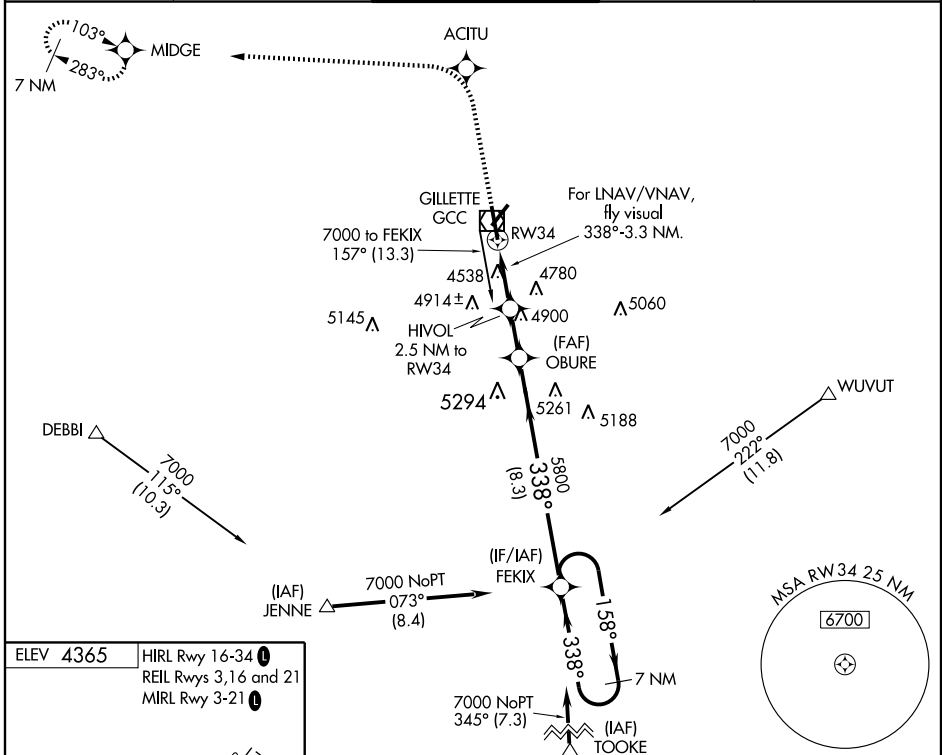 103°
MIDGE
283°
7 NM
ACITU
GILLETTE
GCC
RW34
For LNAV/VNAV,
fly visual
338°-3.3 NM.
7000 to FEKIX
157° (13.3)
4538
4780
4914±
4900
5060
5145
HIVOL
2.5 NM to
RW34
(FAF)
OBURE
5294
5261
5188
WUVUT
7000
222°
(11.8)
DEBBI
7000
115°
(10.3)
5800
338°
(8.3)
(IF/IAF)
FEKIX
(IAF)
JENNE
7000 NoPT
073°
(8.4)
158°
338°
7 NM
7000 NoPT
345° (7.3)
(IAF)
TOOKE
MSA RW34 25 NM
6700
ELEV 4365
HIRL Rwy 16-34 L
REIL Rwys 3,16 and 21
MIRL Rwy 3-21 L